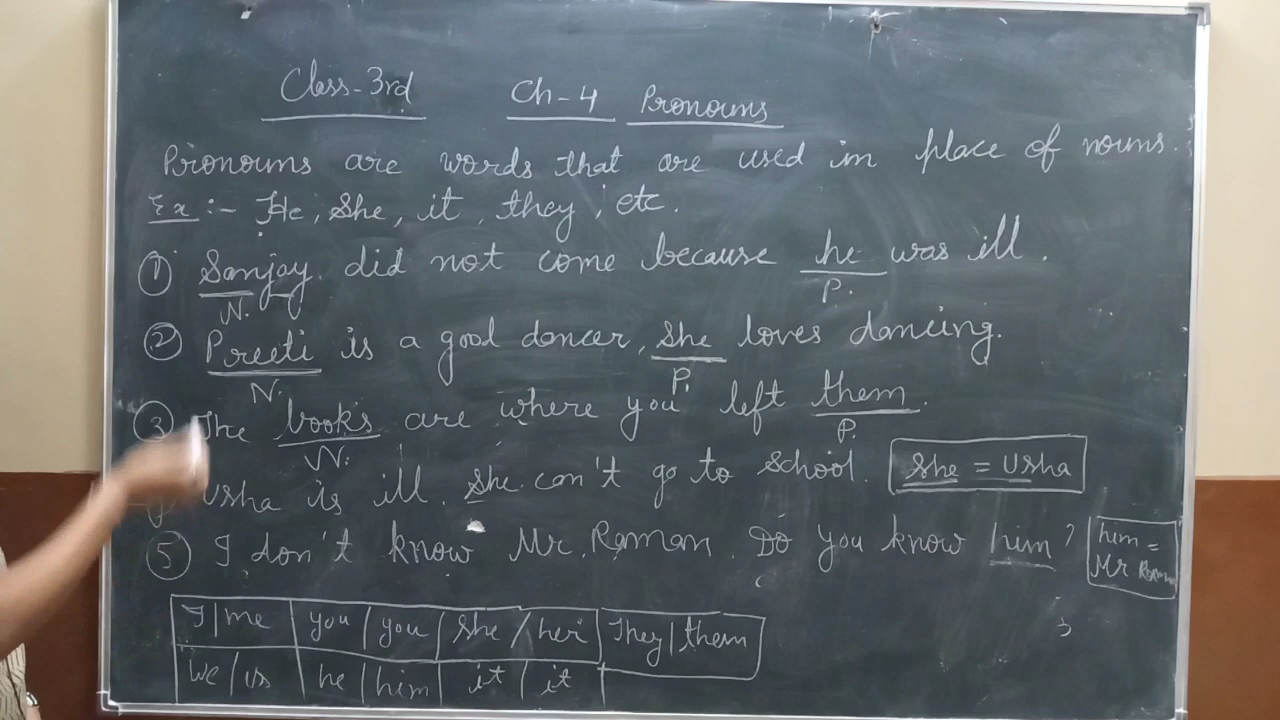 Class-3rd Ch-4 Pronouns
Pronouns are words that are used in place of nouns.
Ex :- He, She, it, they, etc.
① Sanjay did not come because he was ill.
N. P.
② Preeti is a good dancer, she loves dancing.
N. P.
③ The books are where you left them.
N. P.
Usha is ill. She can't go to school. She = Usha
⑤ I don't know Mr. Raman. Do you know him? him = Mr Raman
I/me you/you she/her They/them
We/us he/him it/it